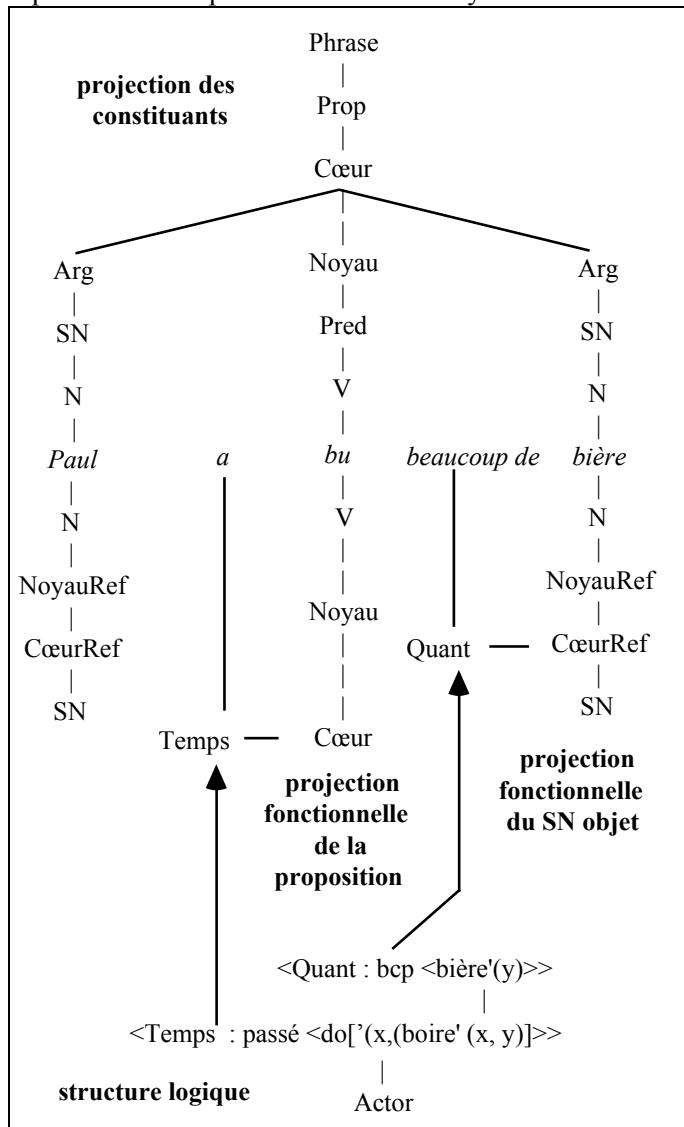 Phrase
projection des
constituants
Prop
Cœur
Arg Noyau Arg
SN Pred SN
N V N
Paul a bu beaucoup de bière
N V N
NoyauRef Noyau NoyauRef
CœurRef Quant CœurRef
SN SN
Temps Cœur
projection
fonctionnelle
de la
proposition
projection
fonctionnelle
du SN objet
<Quant : bcp <bière'(y)>>
<Temps : passé <do['(x,(boire' (x, y)]>>
structure logique
Actor